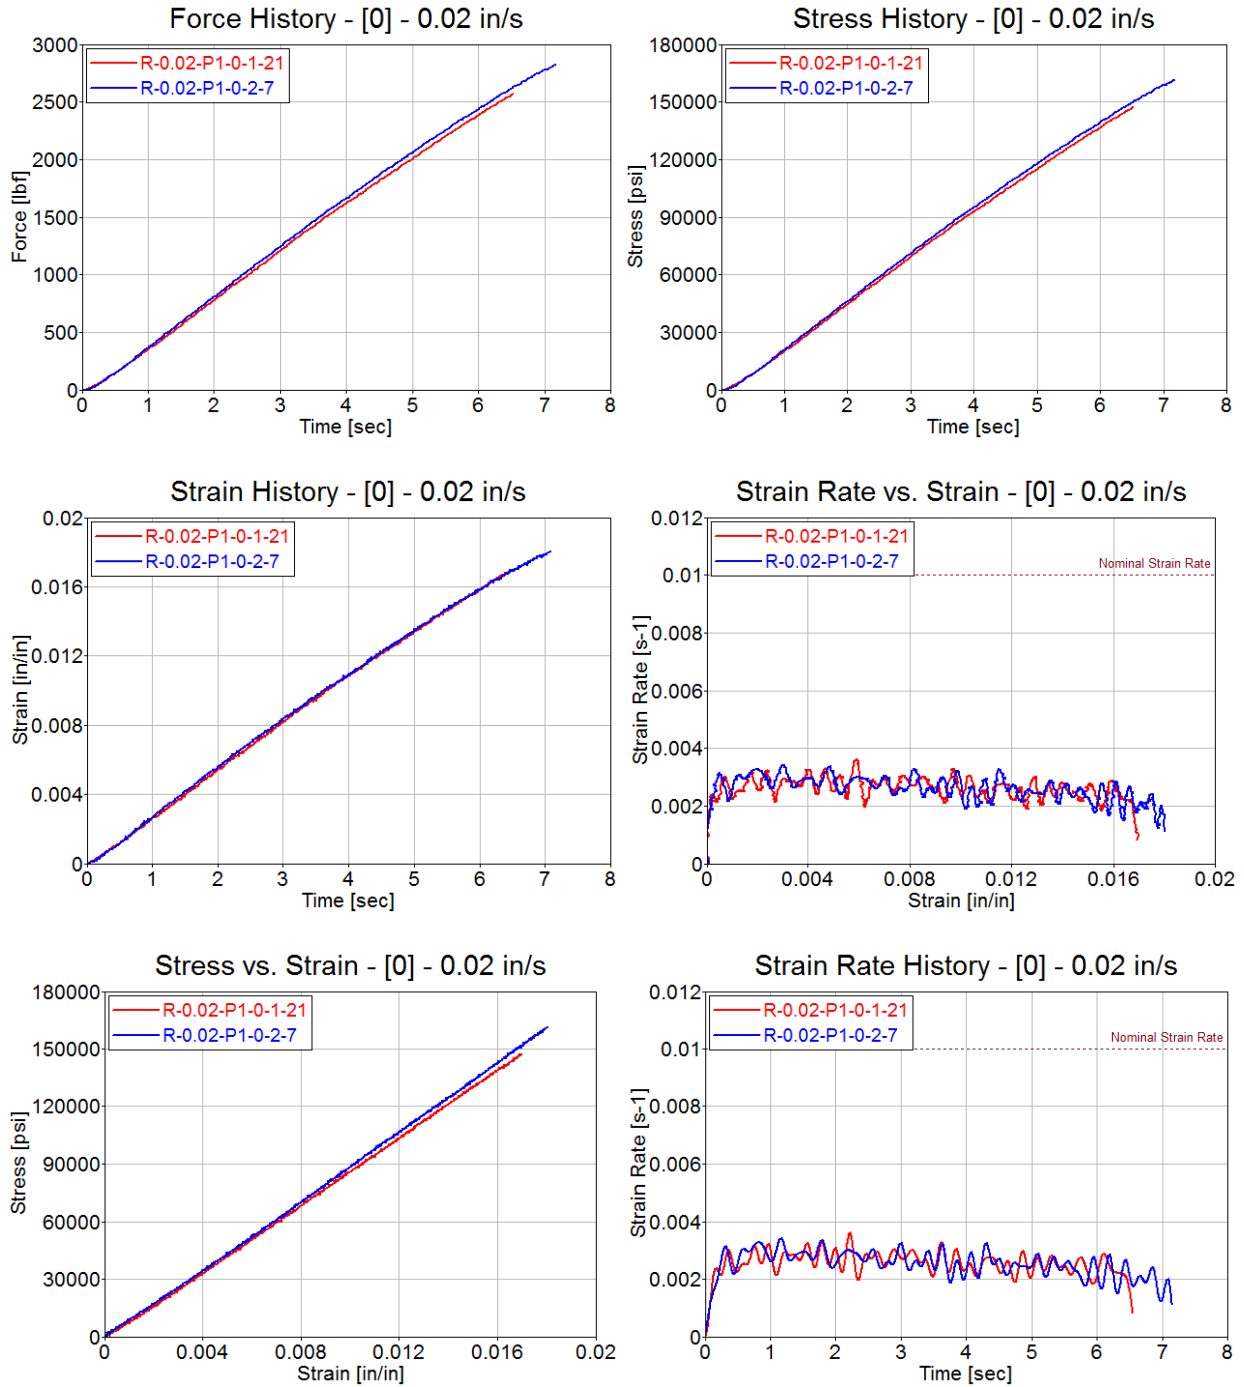 Force History - [0] - 0.02 in/s
3000
2500
2000
1500
1000
500
0
Force [lbf]
R-0.02-P1-0-1-21
R-0.02-P1-0-2-7
0 1 2 3 4 5 6 7 8
Time [sec]
Stress History - [0] - 0.02 in/s
180000
150000
120000
90000
60000
30000
0
Stress [psi]
R-0.02-P1-0-1-21
R-0.02-P1-0-2-7
0 1 2 3 4 5 6 7 8
Time [sec]
Strain History - [0] - 0.02 in/s
0.02
0.016
0.012
0.008
0.004
0
Strain [in/in]
R-0.02-P1-0-1-21
R-0.02-P1-0-2-7
0 1 2 3 4 5 6 7 8
Time [sec]
Strain Rate vs. Strain - [0] - 0.02 in/s
0.012
0.01
0.008
0.006
0.004
0.002
0
Strain Rate [s-1]
R-0.02-P1-0-1-21
R-0.02-P1-0-2-7
Nominal Strain Rate
0 0.004 0.008 0.012 0.016 0.02
Strain [in/in]
Stress vs. Strain - [0] - 0.02 in/s
180000
150000
120000
90000
60000
30000
0
Stress [psi]
R-0.02-P1-0-1-21
R-0.02-P1-0-2-7
0 0.004 0.008 0.012 0.016 0.02
Strain [in/in]
Strain Rate History - [0] - 0.02 in/s
0.012
0.01
0.008
0.006
0.004
0.002
0
Strain Rate [s-1]
R-0.02-P1-0-1-21
R-0.02-P1-0-2-7
Nominal Strain Rate
0 1 2 3 4 5 6 7 8
Time [sec]